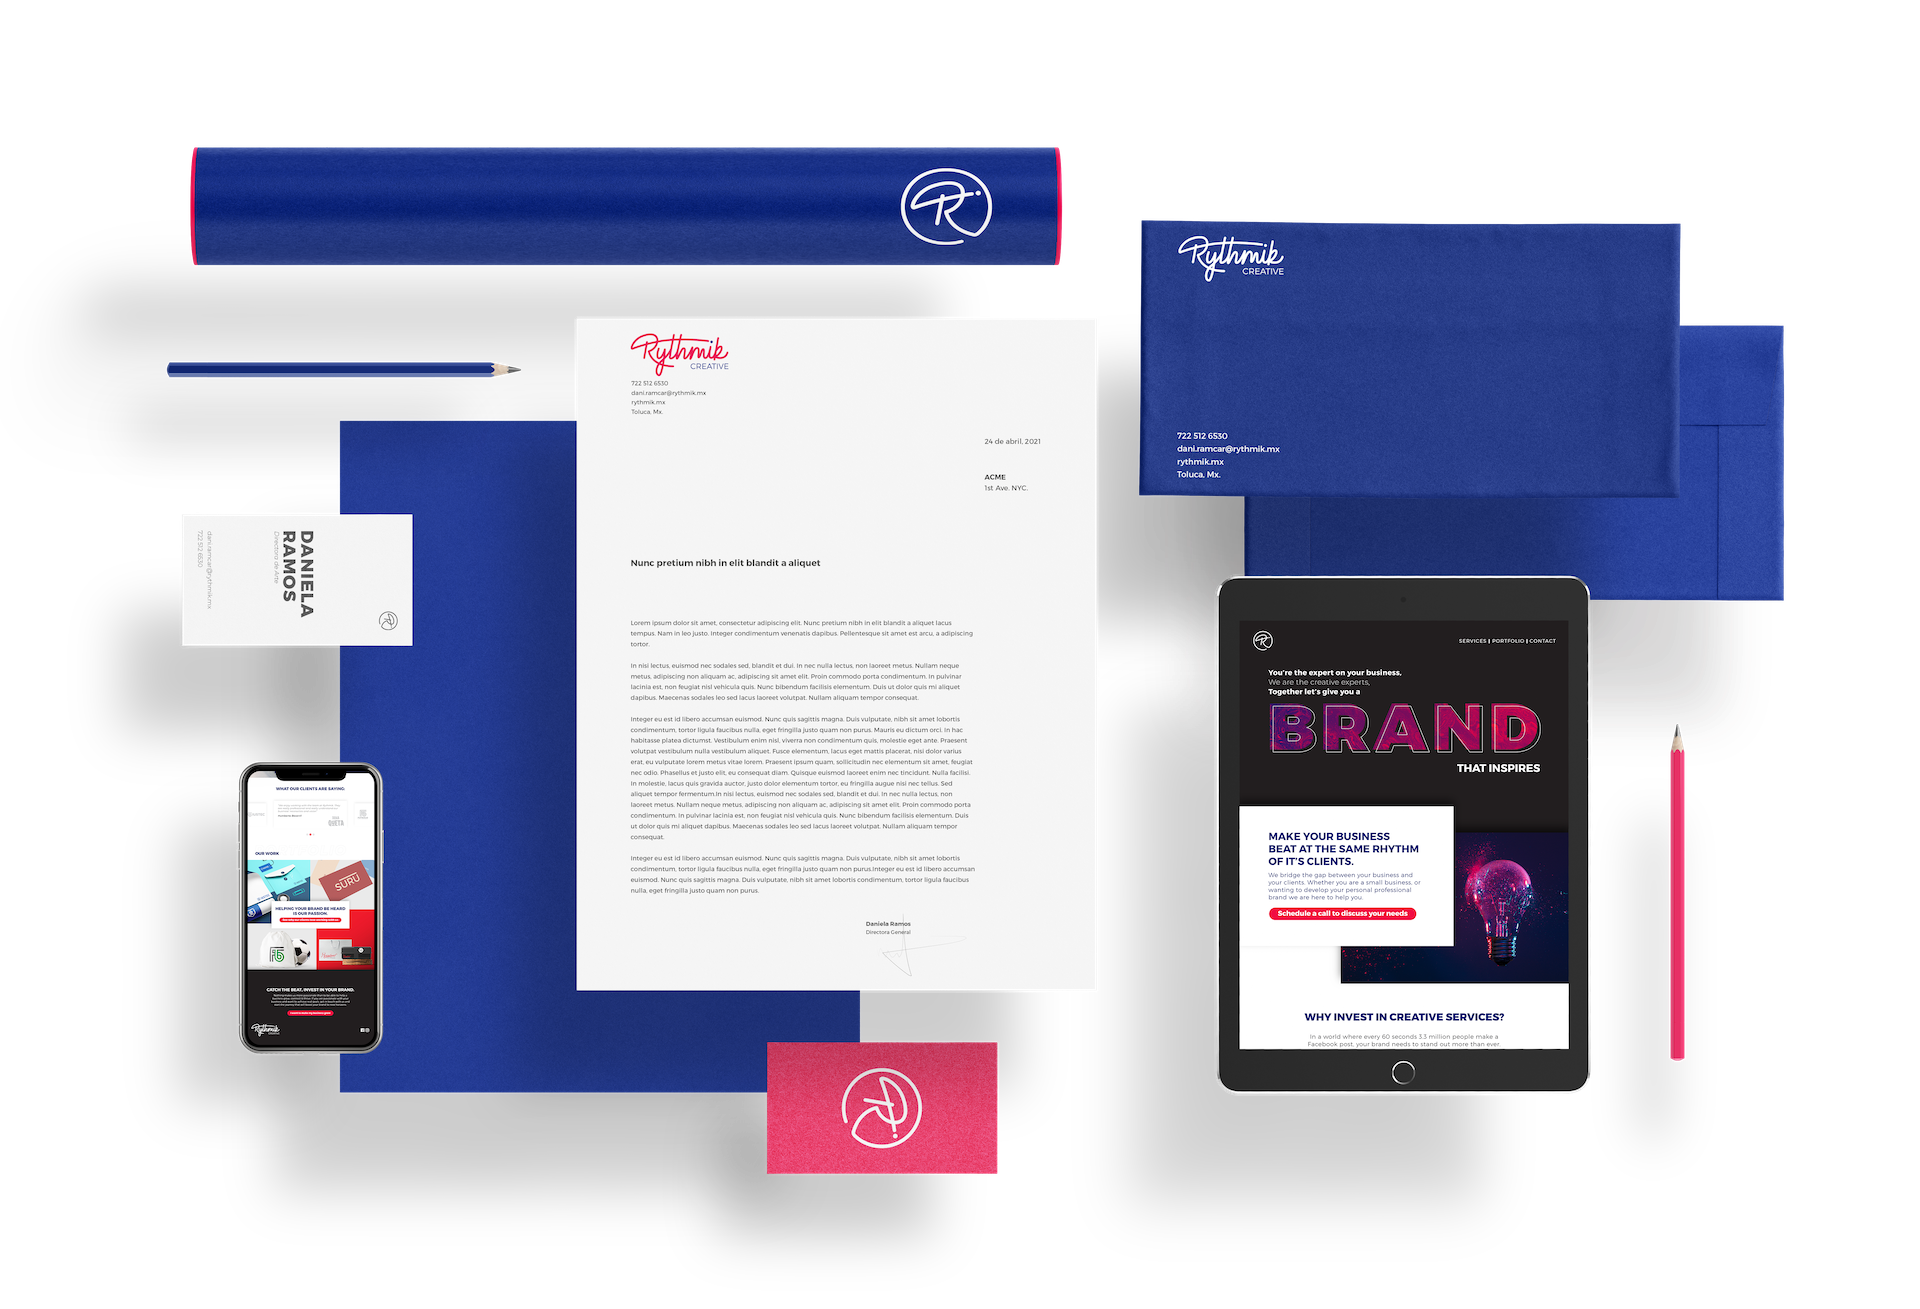 Rythmik
CREATIVE
722 512 6530
dani.ramcar@rythmik.mx
rythmik.mx
Toluca, Mx.
24 de abril, 2021
ACME
1st Ave. NYC.
Nunc pretium nibh in elit blandit a aliquet
Lorem ipsum dolor sit amet, consectetur adipiscing elit. Nunc pretium nibh in elit blandit a aliquet lacus
tempus. Nam in leo justo. Integer condimentum venenatis dapibus. Pellentesque sit amet est arcu, a adipiscing
tortor.
In nisi lectus, euismod nec sodales sed, blandit et dui. In nec nulla lectus, non laoreet metus. Nullam neque
metus, adipiscing non aliquam ac, adipiscing sit amet elit. Proin commodo porta condimentum. In pulvinar
lacinia est, non feugiat nisl vehicula quis. Nunc bibendum facilisis elementum. Duis ut dolor quis mi aliquet
dapibus. Maecenas sodales leo sed lacus laoreet volutpat. Nullam aliquam tempor consequat.
Integer eu est id libero accumsan euismod. Nunc quis sagittis magna. Duis vulputate, nibh sit amet lobortis
condimentum, tortor ligula faucibus nulla, eget fringilla justo quam non purus. Mauris eu dictum orci. In hac
habitasse platea dictumst. Vestibulum enim nisl, viverra non condimentum quis, molestie eget ante. Praesent
volutpat vestibulum nulla vestibulum aliquet. Fusce elementum, lacus eget mattis placerat, nisl dolor varius
erat, eu vulputate lorem metus vitae lorem. Praesent ipsum quam, sollicitudin nec elementum sit amet, feugiat
nec odio. Phasellus et justo elit, eu consequat diam. Quisque euismod laoreet enim nec tincidunt. Nulla facilisi.
In molestie, lacus quis gravida auctor, justo dolor elementum tortor, eu fringilla augue nisi nec tellus. Sed
aliquet tempor fermentum.In nisi lectus, euismod nec sodales sed, blandit et dui. In nec nulla lectus, non
laoreet metus. Nullam neque metus, adipiscing non aliquam ac, adipiscing sit amet elit. Proin commodo porta
condimentum. In pulvinar lacinia est, non feugiat nisl vehicula quis. Nunc bibendum facilisis elementum. Duis
ut dolor quis mi aliquet dapibus. Maecenas sodales leo sed lacus laoreet volutpat. Nullam aliquam tempor
consequat.
Integer eu est id libero accumsan euismod. Nunc quis sagittis magna. Duis vulputate, nibh sit amet lobortis
condimentum, tortor ligula faucibus nulla, eget fringilla justo quam non purus.Integer eu est id libero accumsan
euismod. Nunc quis sagittis magna. Duis vulputate, nibh sit amet lobortis condimentum, tortor ligula faucibus
nulla, eget fringilla justo quam non purus.
Daniela Ramos
Directora General
Rythmik
CREATIVE
722 512 6530
dani.ramcar@rythmik.mx
rythmik.mx
Toluca, Mx.
DANIELA
RAMOS
Directora de Arte
dani.ramcar@rythmik.mx
722 512 6530
WHAT OUR CLIENTS ARE SAYING:
OUR WORK
SURU
HELPING YOUR BRAND BE HEARD
IS OUR PASSION.
CATCH THE BEAT, INVEST IN YOUR BRAND.
Rythmik
SERVICES | PORTFOLIO | CONTACT
You're the expert on your business,
We are the creative experts,
Together let's give you a
BRAND
THAT INSPIRES
MAKE YOUR BUSINESS
BEAT AT THE SAME RHYTHM
OF IT'S CLIENTS.
We bridge the gap between your business and
your clients. Whether you are a small business, or
wanting to develop your personal professional
brand we are here to help you.
Schedule a call to discuss your needs
WHY INVEST IN CREATIVE SERVICES?
In a world where every 60 seconds 3.3 million people make a
Facebook post, your brand needs to stand out more than ever.